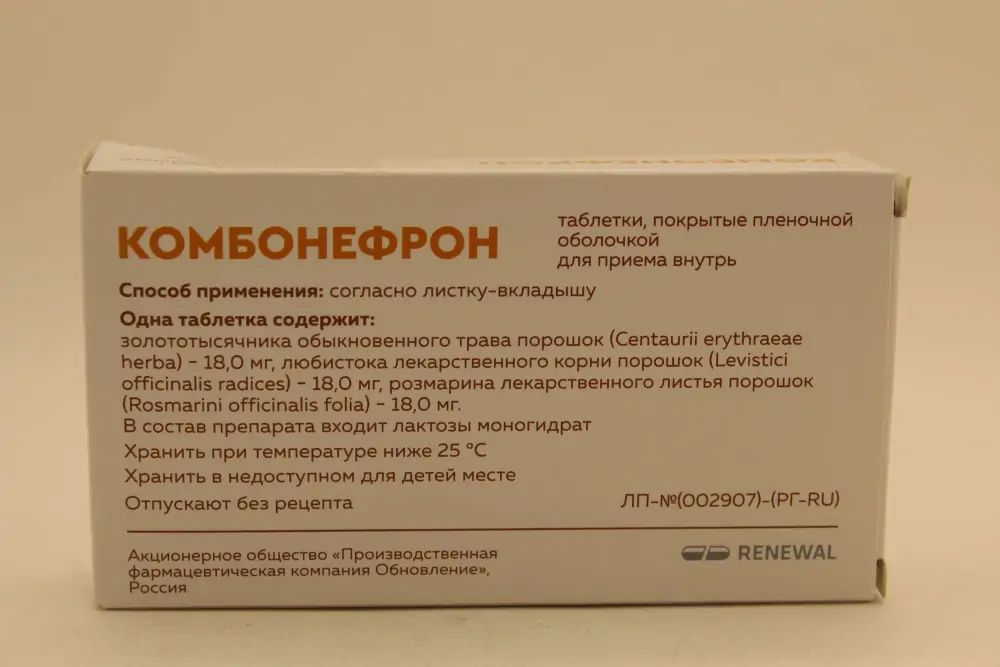 КОМБОНЕФРОН
КОМБОНЕФРОН
таблетки, покрытые пленочной
оболочкой
для приема внутрь
Способ применения: согласно листку-вкладышу
Одна таблетка содержит:
золототысячника обыкновенного трава порошок (Centaurii erythraeae
herba) – 18,0 мг, любистока лекарственного корни порошок (Levistici
officinalis radices) – 18,0 мг, розмарина лекарственного листья порошок
(Rosmarini officinalis folia) – 18,0 мг.
В состав препарата входит лактозы моногидрат
Хранить при температуре ниже 25 °C
Хранить в недоступном для детей месте
Отпускают без рецепта
ЛП-№(002907)-(РГ-RU)
Акционерное общество «Производственная
фармацевтическая компания Обновление»,
Россия
RENEWAL